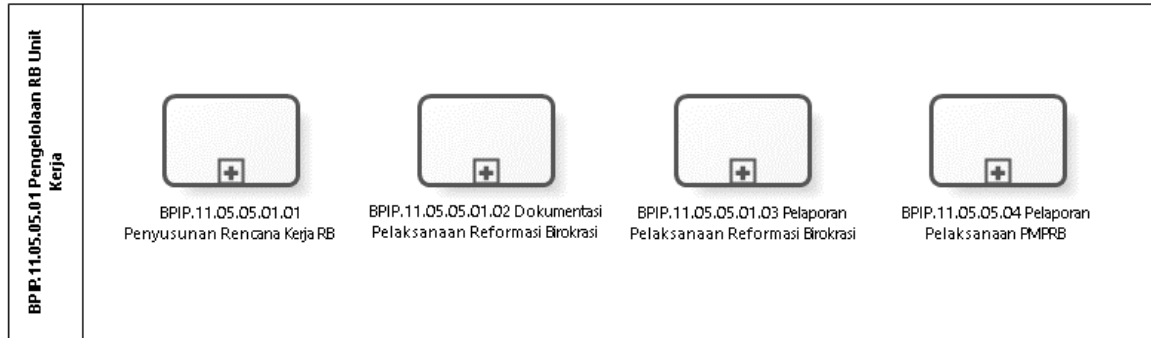 BPIP.11.05.05.01 Pengelolaan RB Unit
Kerja
BPIP.11.05.05.01.01
Penyusunan Rencana Kerja RB
BPIP.11.05.05.01.02 Dokumentasi
Pelaksanaan Reformasi Birokrasi
BPIP.11.05.05.01.03 Pelaporan
Pelaksanaan Reformasi Birokrasi
BPIP.11.05.05.04 Pelaporan
Pelaksanaan PMPRB